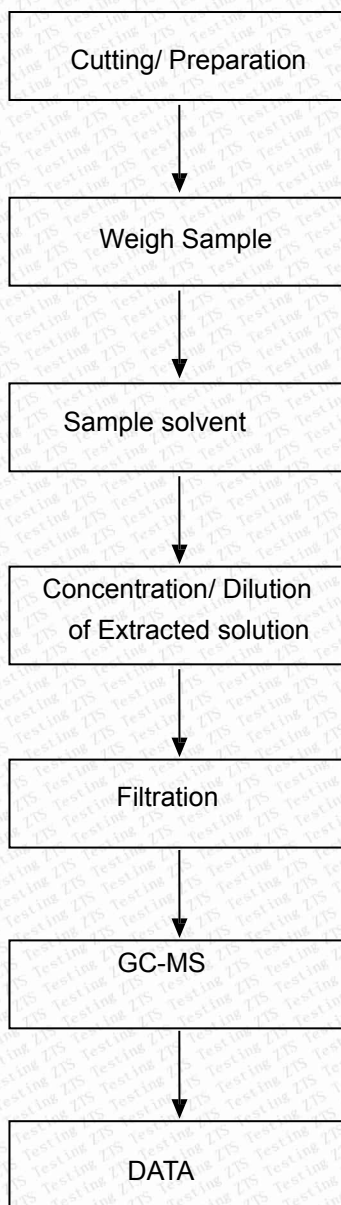 Cutting/ Preparation
Weigh Sample
Sample solvent
Concentration/ Dilution
of Extracted solution
Filtration
GC-MS
DATA